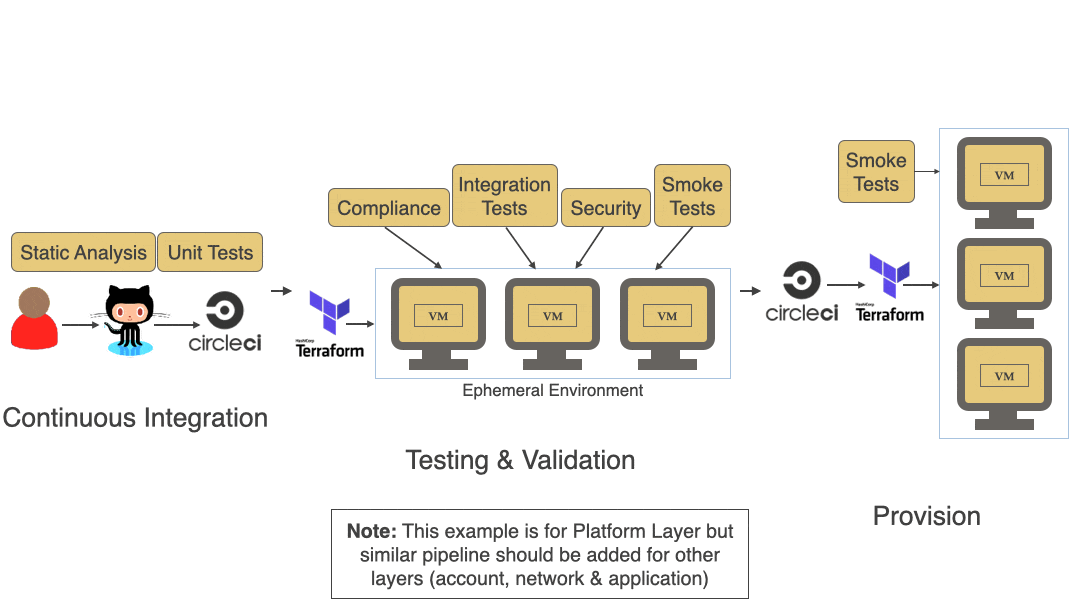 Static Analysis
Unit Tests
circleci
Continuous Integration
Compliance
Integration
Tests
Security
Smoke
Tests
HashiCorp
Terraform
VM
VM
VM
Ephemeral Environment
Testing & Validation
Smoke
Tests
circleci
HashiCorp
Terraform
VM
VM
VM
Provision
Note: This example is for Platform Layer but
similar pipeline should be added for other
layers (account, network & application)